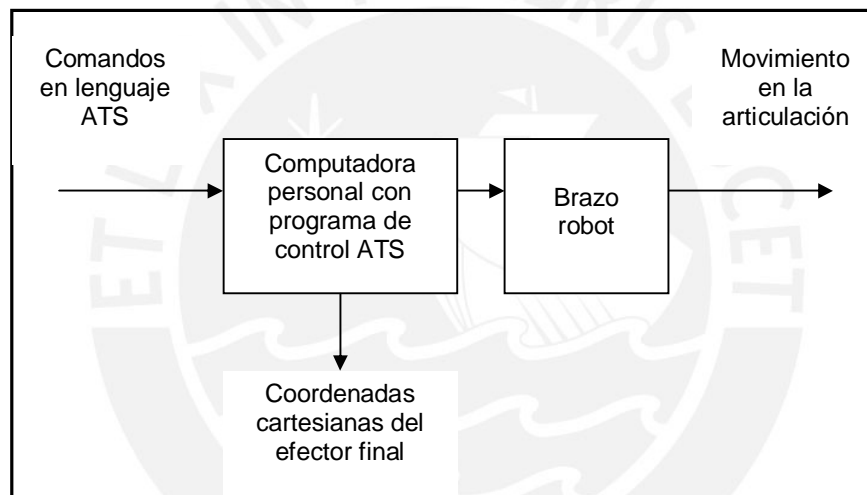 Comandos
en lenguaje
ATS
Movimiento
en la
articulación
Computadora
personal con
programa de
control ATS
Brazo
robot
Coordenadas
cartesianas del
efector final